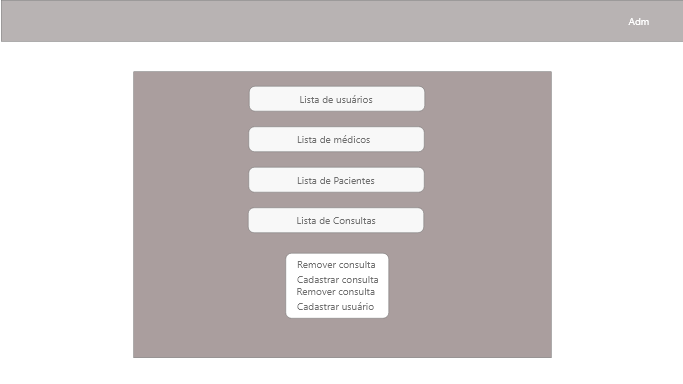 Adm
Lista de usuários
Lista de médicos
Lista de Pacientes
Lista de Consultas
Remover consulta
Cadastrar consulta
Remover consulta
Cadastrar usuário